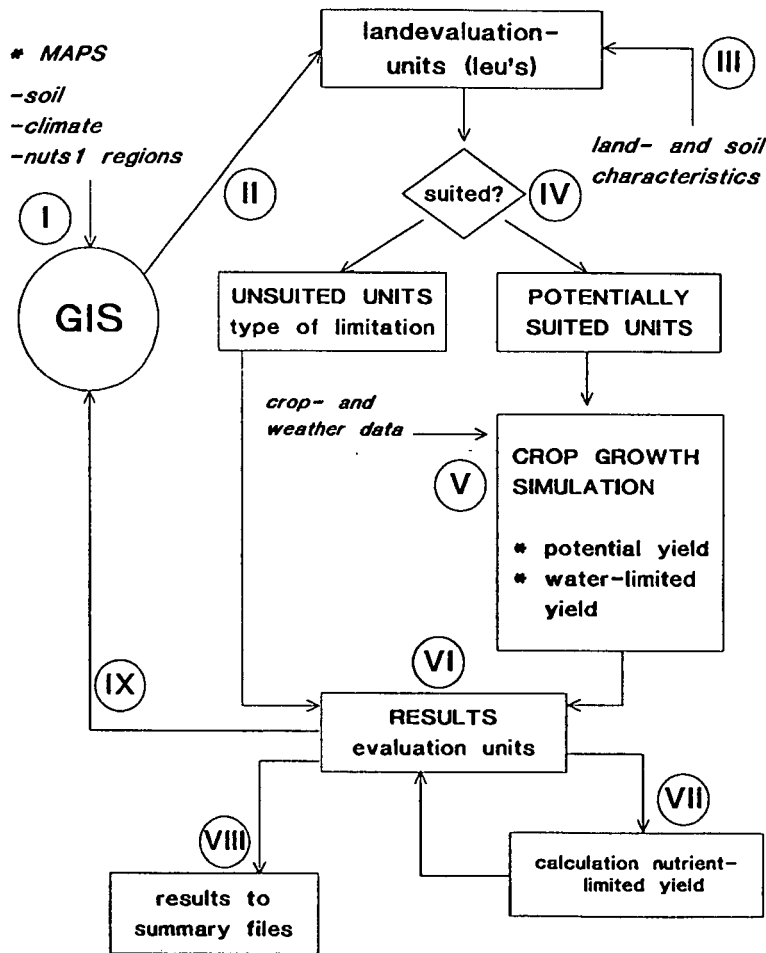 * MAPS
-soil
-climate
-nuts1 regions
I
GIS
II
landevaluation-
units (leu's)
III
land- and soil
characteristics
suited?
IV
UNSUITED UNITS
type of limitation
POTENTIALLY
SUITED UNITS
crop- and
weather data
V
CROP GROWTH
SIMULATION
* potential yield
* water-limited
yield
VI
IX
RESULTS
evaluation units
VII
VIII
calculation nutrient-
limited yield
results to
summary files